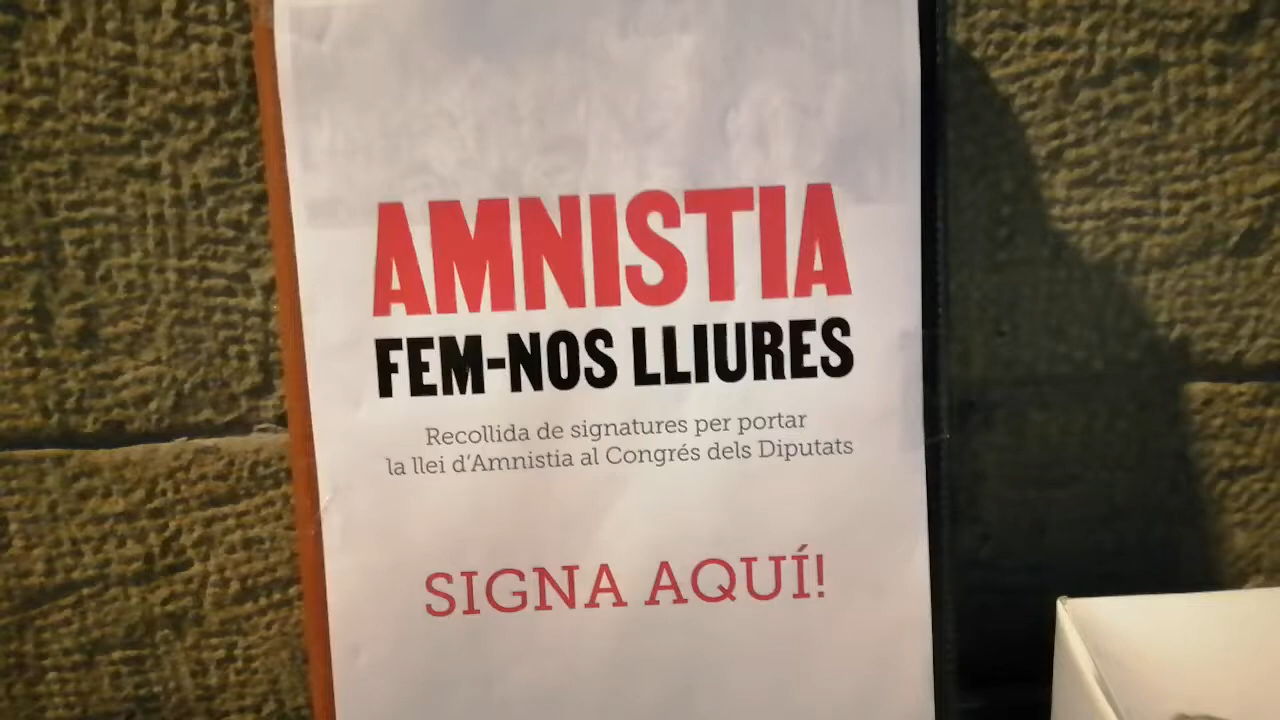 AMNISTIA
FEM-NOS LLIURES
Recollida de signatures per portar
la llei d'Amnistia al Congrés dels Diputats
SIGNA AQUÍ!